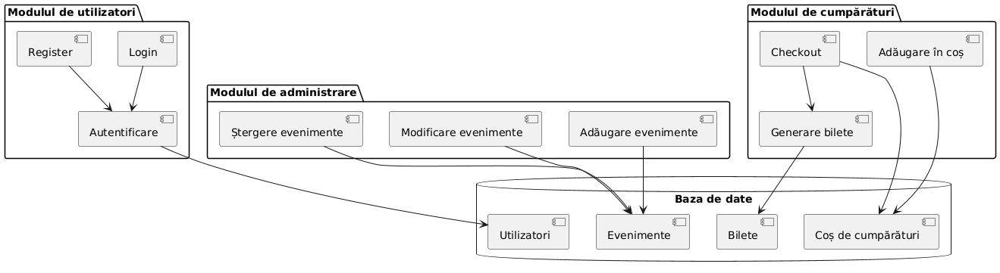 Modulul de utilizatori
Register
Login
Autentificare
Modulul de administrare
Ștergere evenimente
Modificare evenimente
Adăugare evenimente
Modulul de cumpărături
Checkout
Adăugare în coș
Generare bilete
Baza de date
Utilizatori
Evenimente
Bilete
Coș de cumpărături